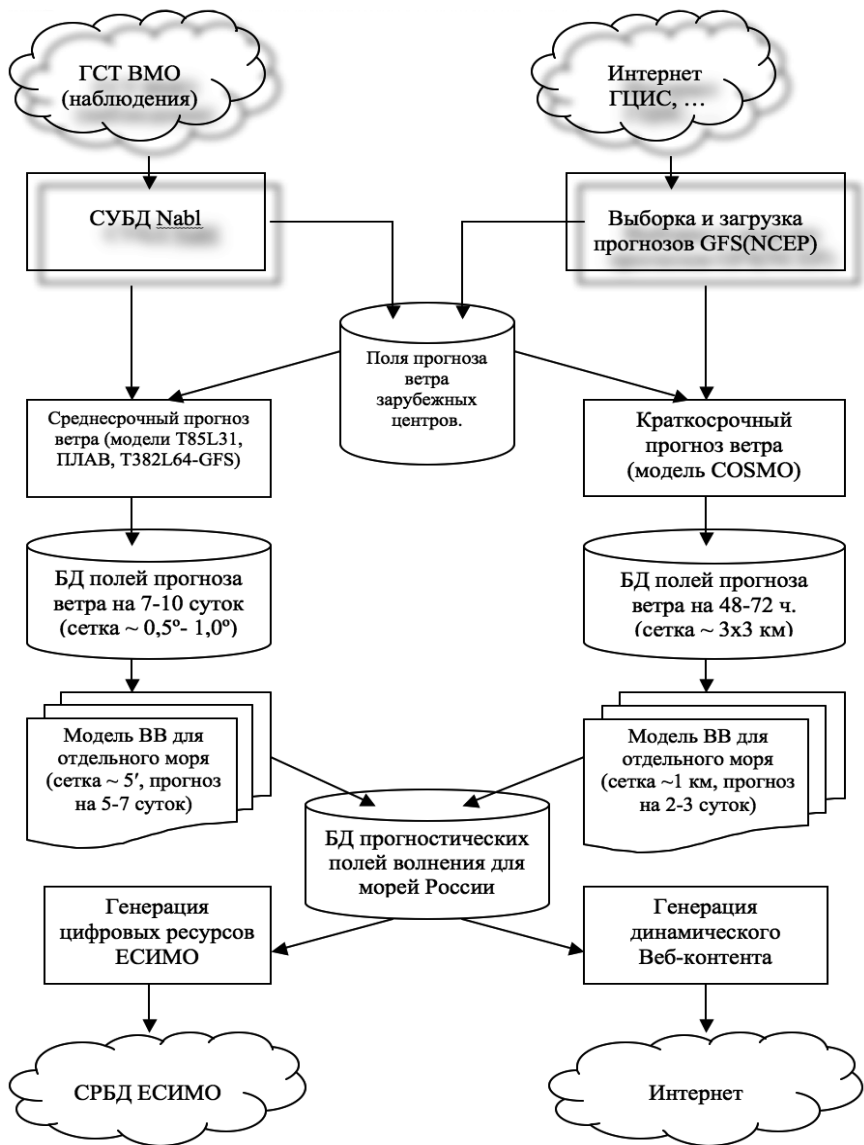 ГСТ ВМО
(наблюдения)
Интернет
ГЦИС, …
СУБД Nabl
Выборка и загрузка
прогнозов GFS(NCEP)
Поля прогноза
ветра
зарубежных
центров.
Среднесрочный прогноз
ветра (модели T85L31,
ПЛАВ, T382L64-GFS)
Краткосрочный
прогноз ветра
(модель COSMO)
БД полей прогноза
ветра на 7-10 суток
(сетка ~ 0,5º- 1,0º)
БД полей прогноза
ветра на 48-72 ч.
(сетка ~ 3x3 км)
Модель ВВ для
отдельного моря
(сетка ~ 5′, прогноз
на 5-7 суток)
Модель ВВ для
отдельного моря
(сетка ~1 км, прогноз
на 2-3 суток)
БД прогностических
полей волнения для
морей России
Генерация
цифровых ресурсов
ЕСИМО
Генерация
динамического
Веб-контента
СРБД ЕСИМО
Интернет